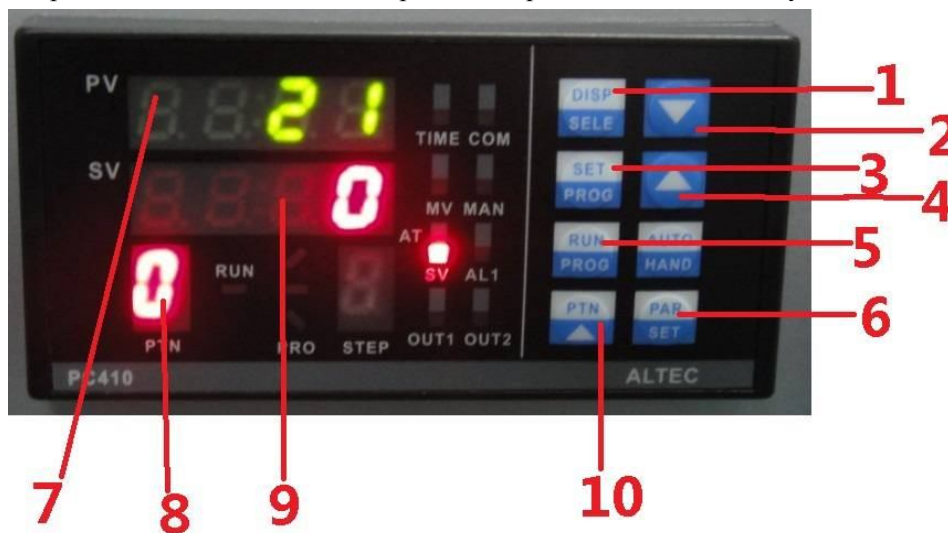 PV 21
SV 0
0
TIME COM
MV MAN
AT
SV AL1
OUT1 OUT2
RUN
PTN PRO STEP
PC410
ALTEC
DISP
SELE
SET
PROG
RUN
PROG
AUTO
HAND
PTN
PAR
SET
1
2
3
4
5
6
7
8
9
10